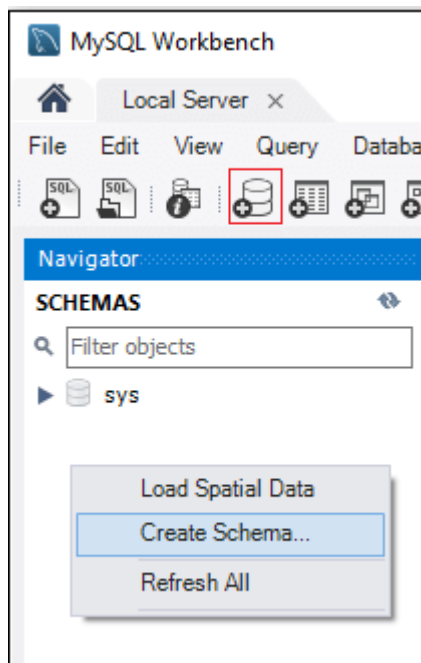 MySQL Workbench
Local Server
File Edit View Query Databa
SQL SQL
Navigator
SCHEMAS
Filter objects
sys
Load Spatial Data
Create Schema...
Refresh All